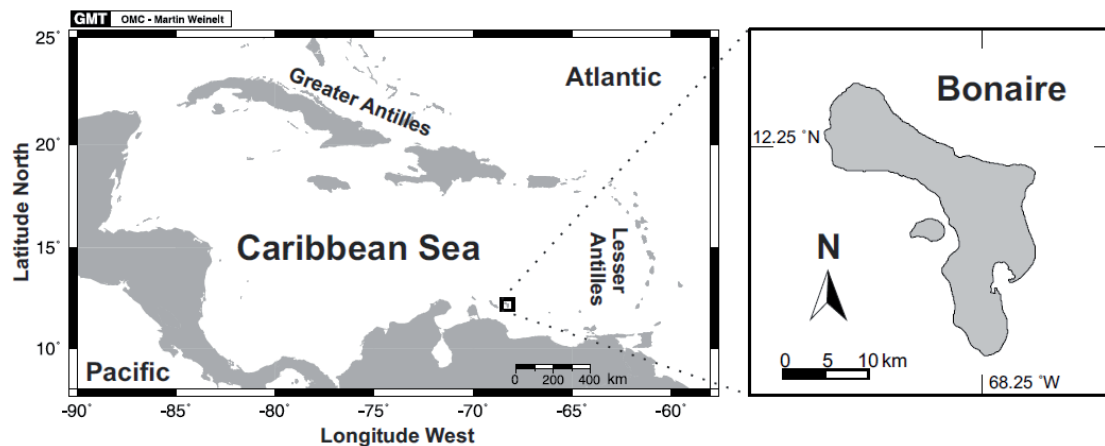 GMT OMC - Martin Weinelt
25°
20°
15°
10°
Latitude North
-90 -85 -80 -75 -70 -65 -60
Longitude West
Greater Antilles
Atlantic
Caribbean Sea
Lesser
Antilles
Pacific
0 200 400 km
Bonaire
12.25 °N
N
0 5 10 km
68.25 °W